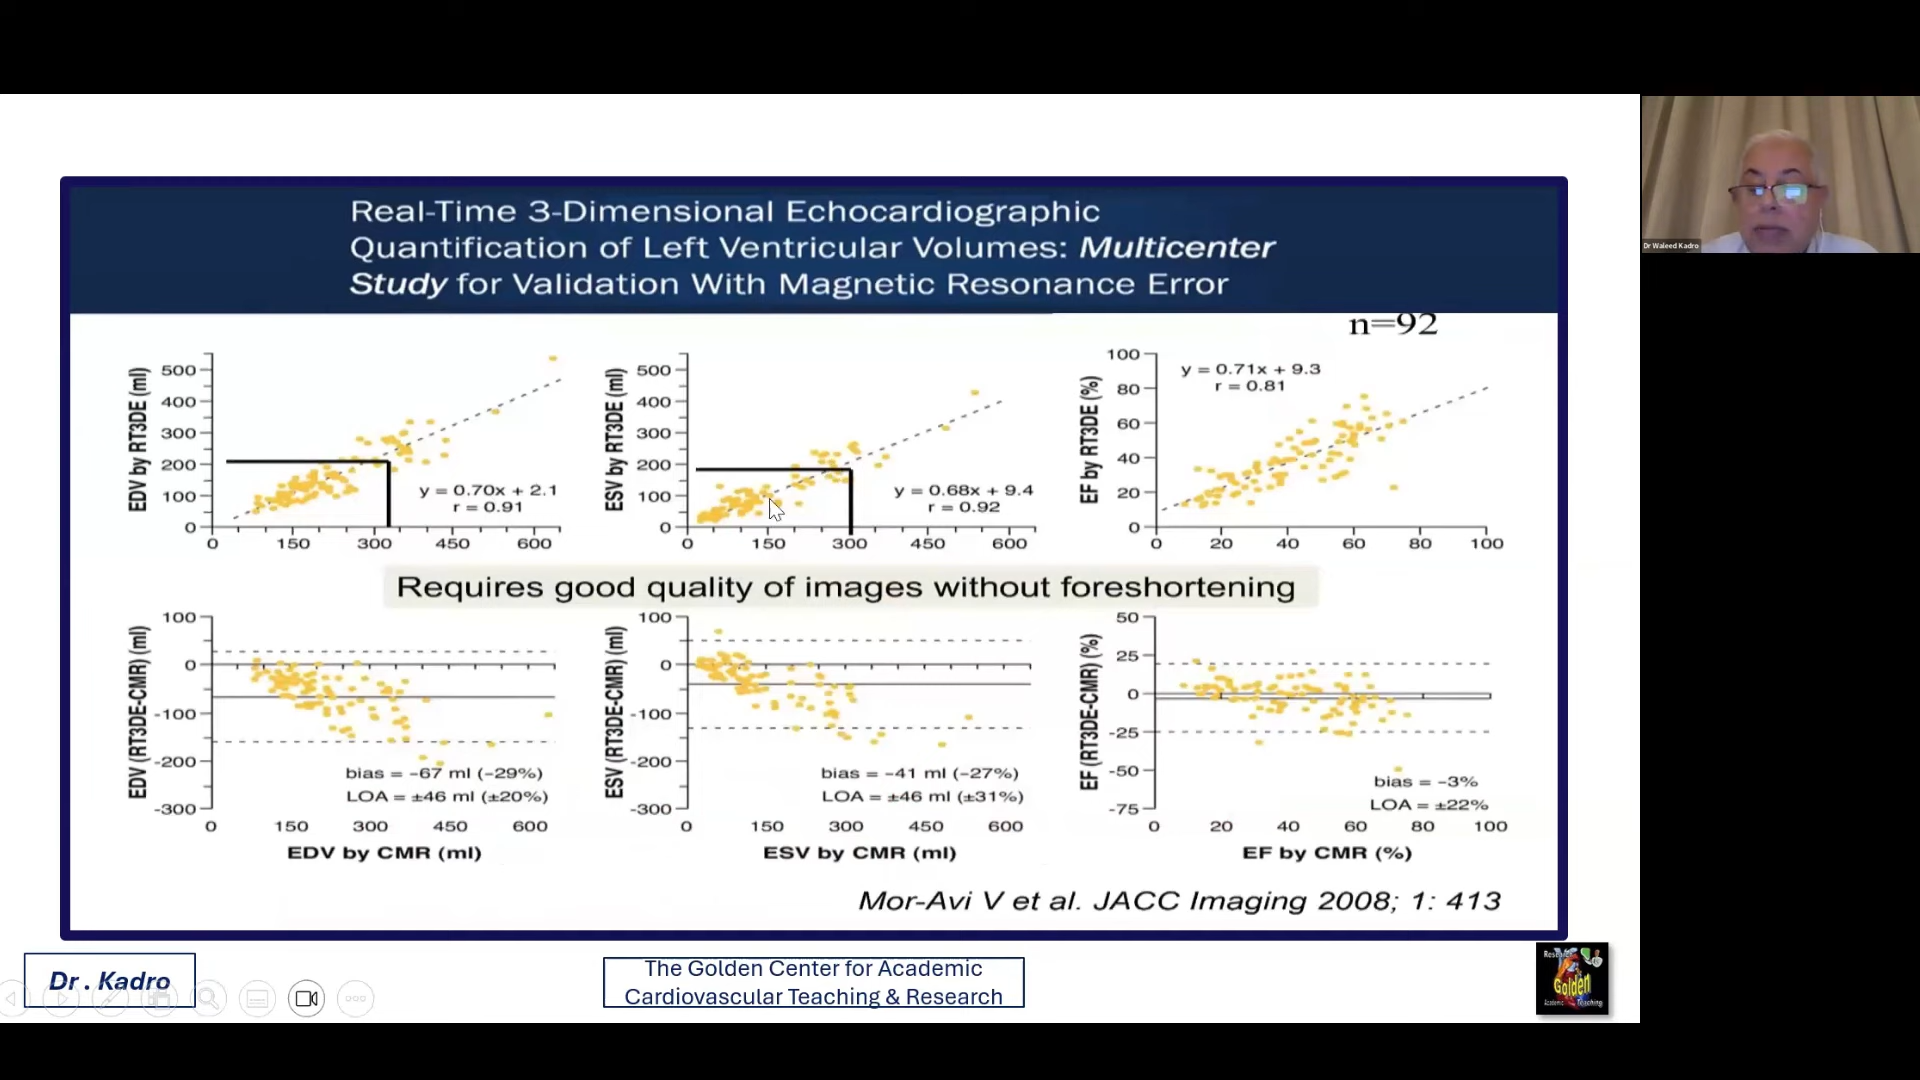 Real-Time 3-Dimensional Echocardiographic
Quantification of Left Ventricular Volumes: Multicenter
Study for Validation With Magnetic Resonance Error
n=92
EDV by RT3DE (ml)
500
400
300
200
100
0
0 150 300 450 600
y = 0.70x + 2.1
r = 0.91
ESV by RT3DE (ml)
500
400
300
200
100
0
0 150 300 450 600
y = 0.68x + 9.4
r = 0.92
EF by RT3DE (%)
100
80
60
40
20
0
0 20 40 60 80 100
y = 0.71x + 9.3
r = 0.81
Requires good quality of images without foreshortening
EDV (RT3DE-CMR) (ml)
100
0
-100
-200
-300
bias = -67 ml (-29%)
LOA = ±46 ml (±20%)
0 150 300 450 600
EDV by CMR (ml)
ESV (RT3DE-CMR) (ml)
100
0
-100
-200
-300
bias = -41 ml (-27%)
LOA = ±46 ml (±31%)
0 150 300 450 600
ESV by CMR (ml)
EF (RT3DE-CMR) (%)
50
25
0
-25
-50
-75
bias = -3%
LOA = ±22%
0 20 40 60 80 100
EF by CMR (%)
Mor-Avi V et al. JACC Imaging 2008; 1: 413
Dr . Kadro
The Golden Center for Academic
Cardiovascular Teaching & Research
Golden
Academic Teaching
Dr Waleed Kadro